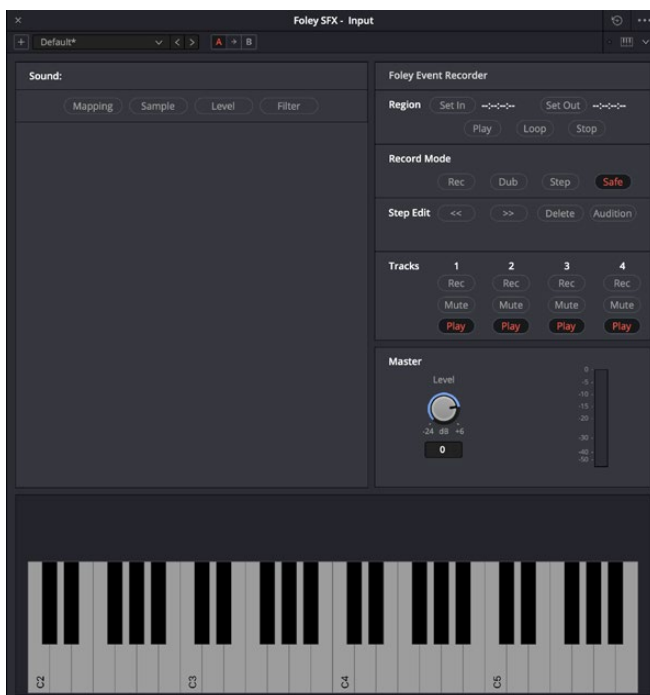 Foley SFX - Input
Default*
A
B
Sound:
Mapping Sample Level Filter
Foley Event Recorder
Region Set In --:--:--:-- Set Out --:--:--:--
Play Loop Stop
Record Mode
Rec Dub Step Safe
Step Edit << >> Delete Audition
Tracks 1 2 3 4
Rec Rec Rec Rec
Mute Mute Mute Mute
Play Play Play Play
Master
Level
-24 dB +6
0
0
-5
-10
-15
-20
-30
-40
-50
C2 C3 C4 C5